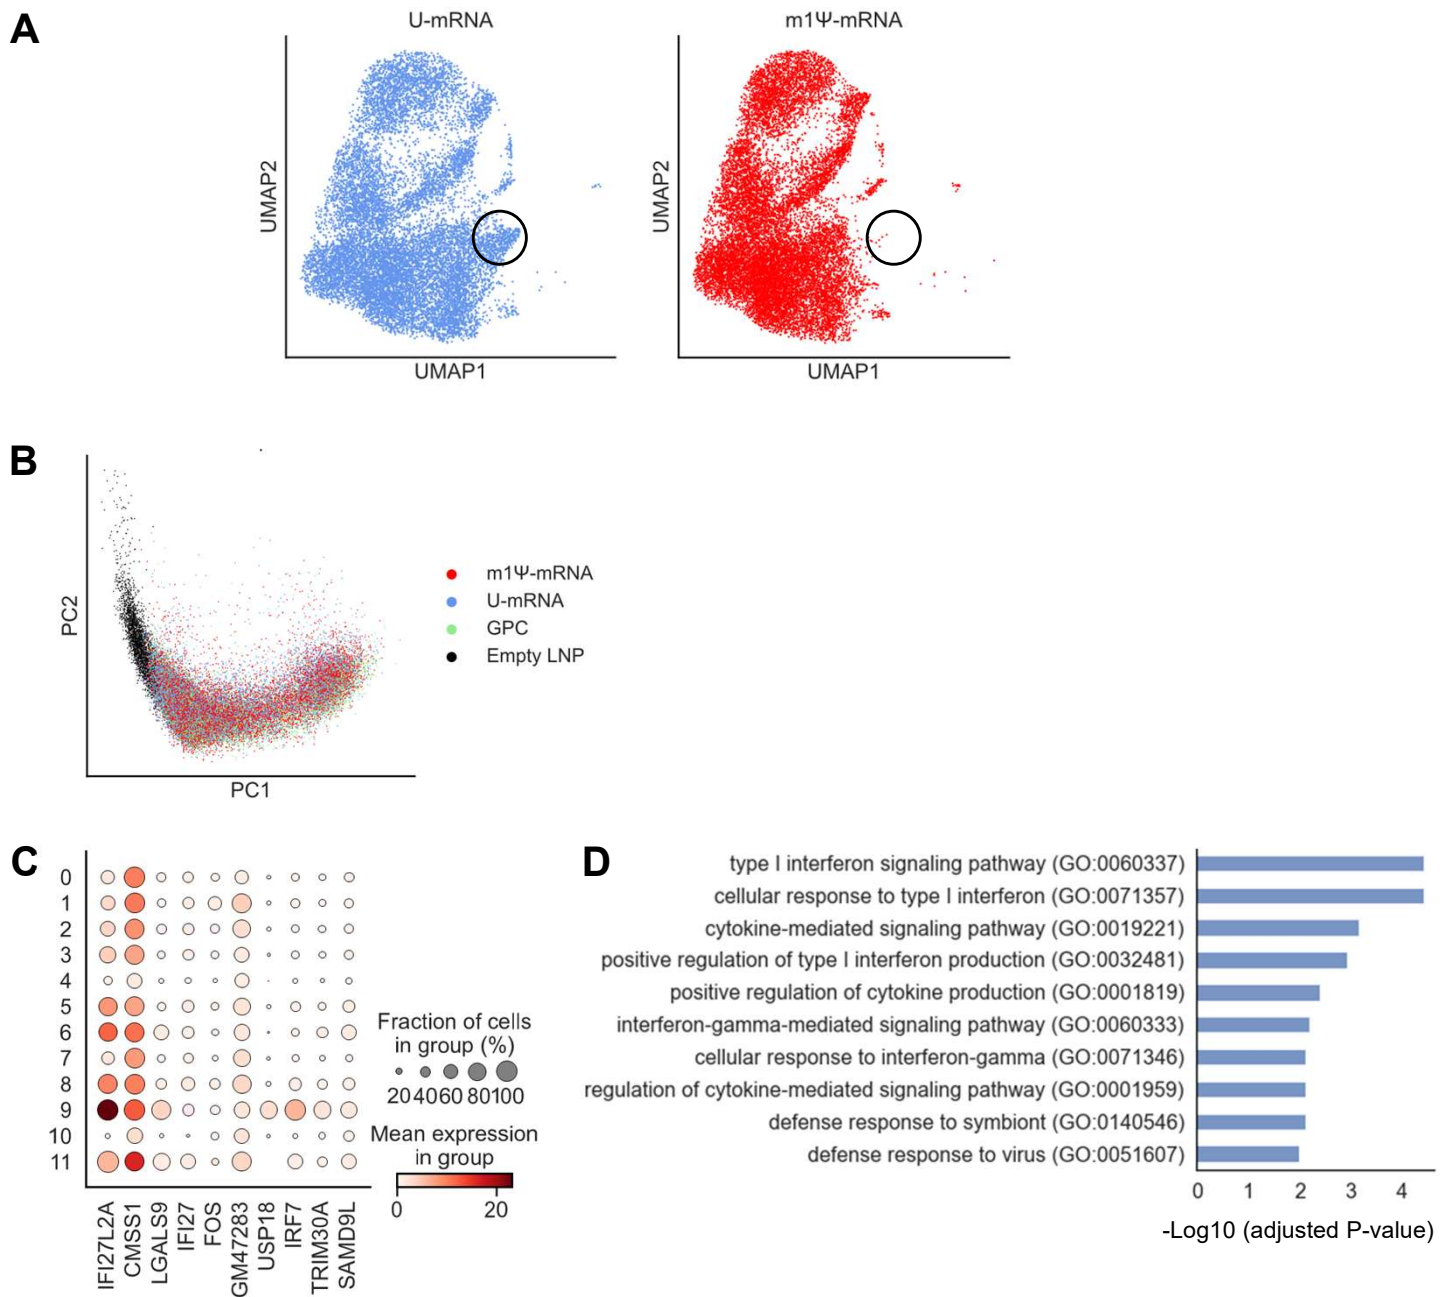 A
U-mRNA
m1Ψ-mRNA
UMAP2
UMAP1
UMAP2
UMAP1
B
PC2
PC1
m1Ψ-mRNA
U-mRNA
GPC
Empty LNP
C
0
1
2
3
4
5
6
7
8
9
10
11
IFI27L2A
CMSS1
LGALS9
IFI27
FOS
GM47283
USP18
IRF7
TRIM30A
SAMD9L
Fraction of cells
in group (%)
20 40 60 80 100
Mean expression
in group
0 20
D
type I interferon signaling pathway (GO:0060337)
cellular response to type I interferon (GO:0071357)
cytokine-mediated signaling pathway (GO:0019221)
positive regulation of type I interferon production (GO:0032481)
positive regulation of cytokine production (GO:0001819)
interferon-gamma-mediated signaling pathway (GO:0060333)
cellular response to interferon-gamma (GO:0071346)
regulation of cytokine-mediated signaling pathway (GO:0001959)
defense response to symbiont (GO:0140546)
defense response to virus (GO:0051607)
0 1 2 3 4
-Log10 (adjusted P-value)